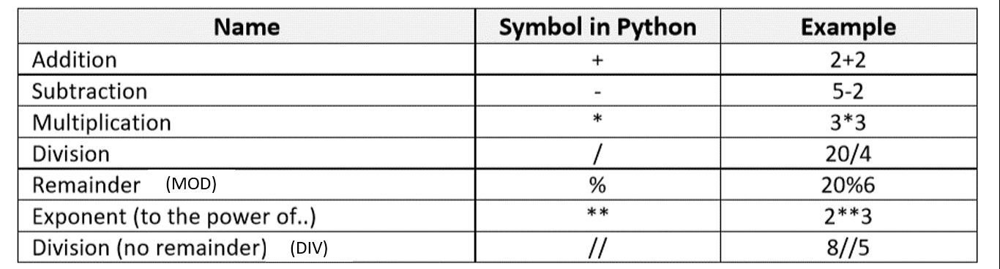 Name Symbol in Python Example
Addition + 2+2
Subtraction - 5-2
Multiplication * 3*3
Division / 20/4
Remainder (MOD) % 20%6
Exponent (to the power of..) ** 2**3
Division (no remainder) (DIV) // 8//5